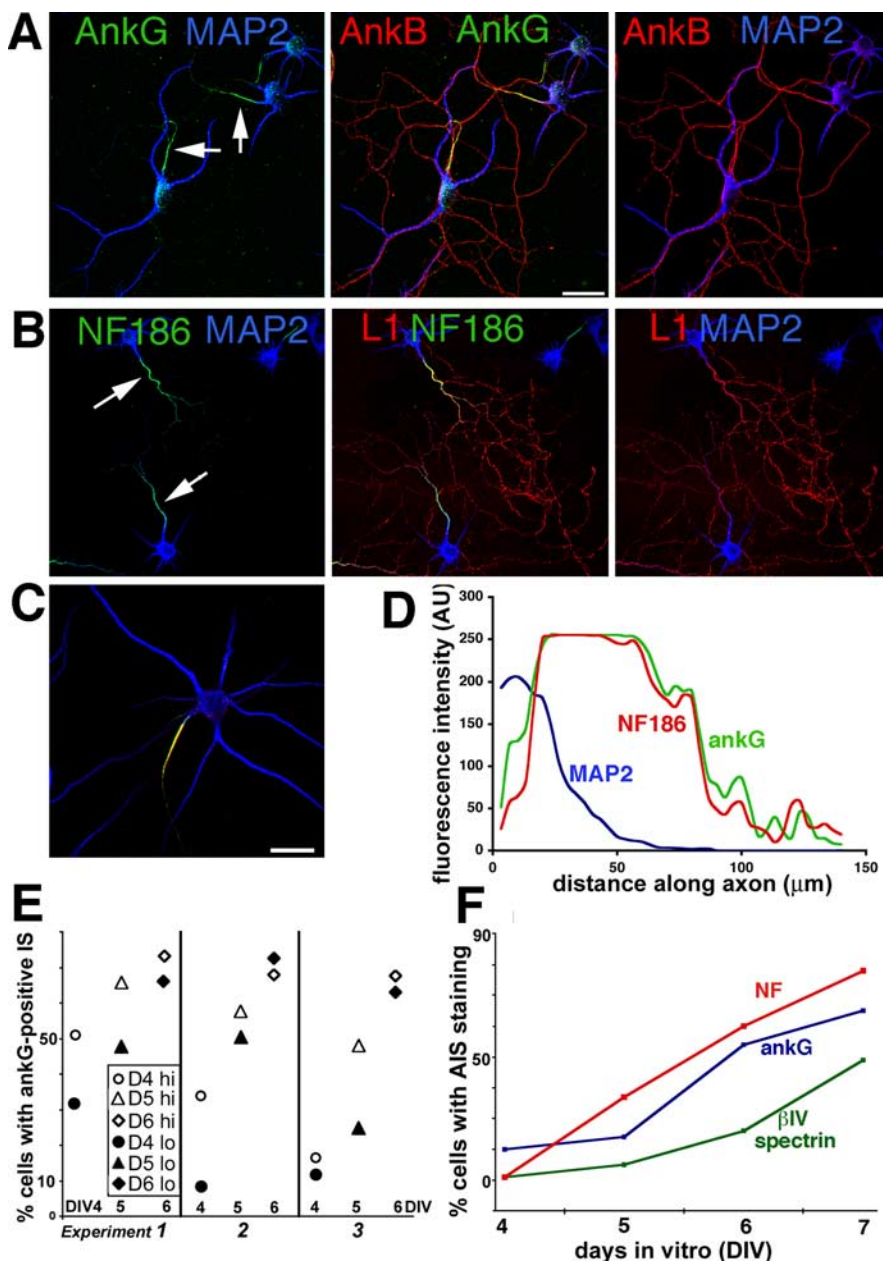 A
AnkG MAP2
AnkB AnkG
AnkB MAP2
B
NF186 MAP2
L1 NF186
L1 MAP2
C
D
fluorescence intensity (AU)
300
250
200
150
100
50
0
NF186
ankG
MAP2
0 50 100 150
distance along axon (μm)
E
% cells with ankG-positive IS
50
10
0
D4 hi
D5 hi
D6 hi
D4 lo
D5 lo
D6 lo
DIV4 5 6 4 5 6 4 5 6 DIV
Experiment 1 2 3
F
% cells with AIS staining
90
50
0
NF
ankG
βIV
spectrin
4 5 6 7
days in vitro (DIV)